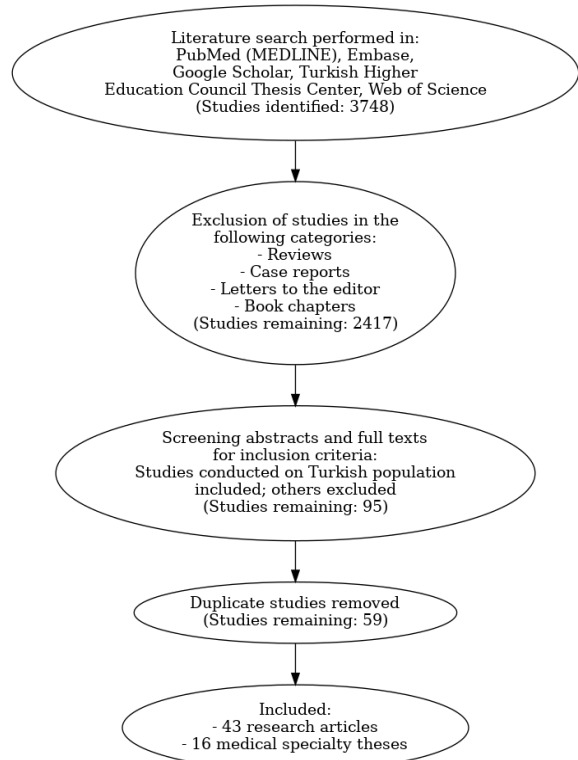 Literature search performed in:
PubMed (MEDLINE), Embase,
Google Scholar, Turkish Higher
Education Council Thesis Center, Web of Science
(Studies identified: 3748)
Exclusion of studies in the
following categories:
- Reviews
- Case reports
- Letters to the editor
- Book chapters
(Studies remaining: 2417)
Screening abstracts and full texts
for inclusion criteria:
Studies conducted on Turkish population
included; others excluded
(Studies remaining: 95)
Duplicate studies removed
(Studies remaining: 59)
Included:
- 43 research articles
- 16 medical specialty theses